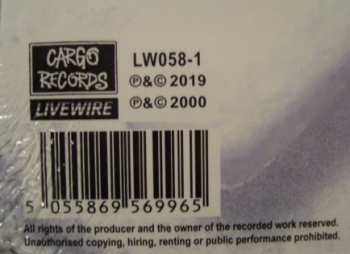 CARGO
RECORDS
LIVEWIRE
LW058-1
℗&© 2019
℗&© 2000
5 055869 569965
All rights of the producer and the owner of the recorded work reserved.
Unauthorised copying, hiring, renting or public performance prohibited.